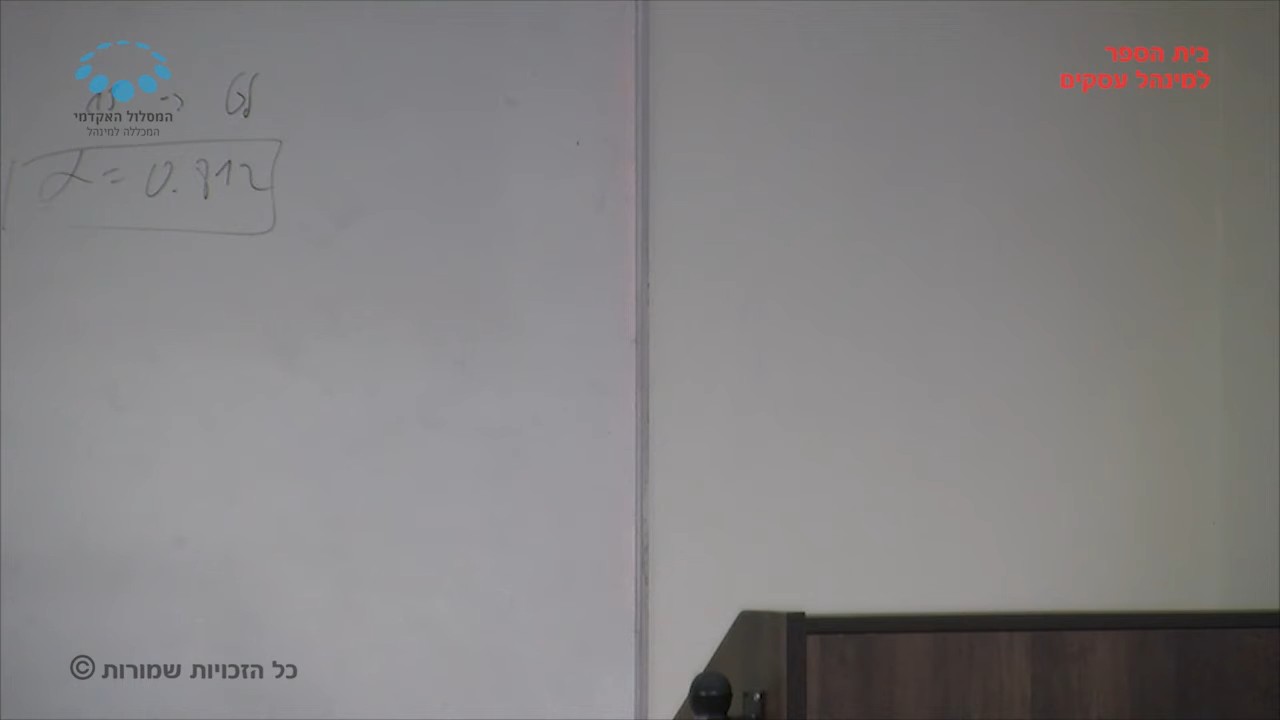 בית הספר
למינהל עסקים
המסלול האקדמי
המכללה למינהל
α = 0.812
כל הזכויות שמורות ©